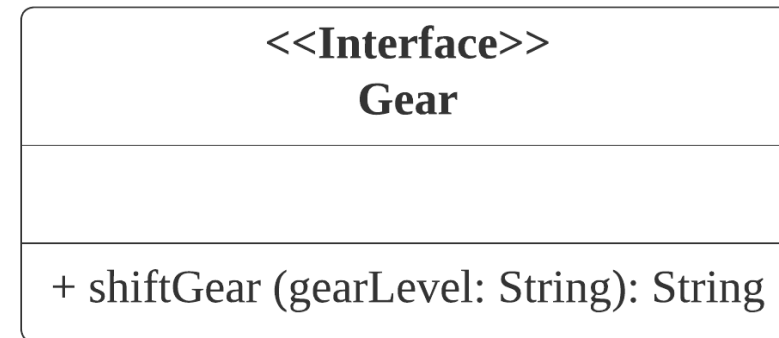 <<Interface>>
Gear
+ shiftGear (gearLevel: String): String